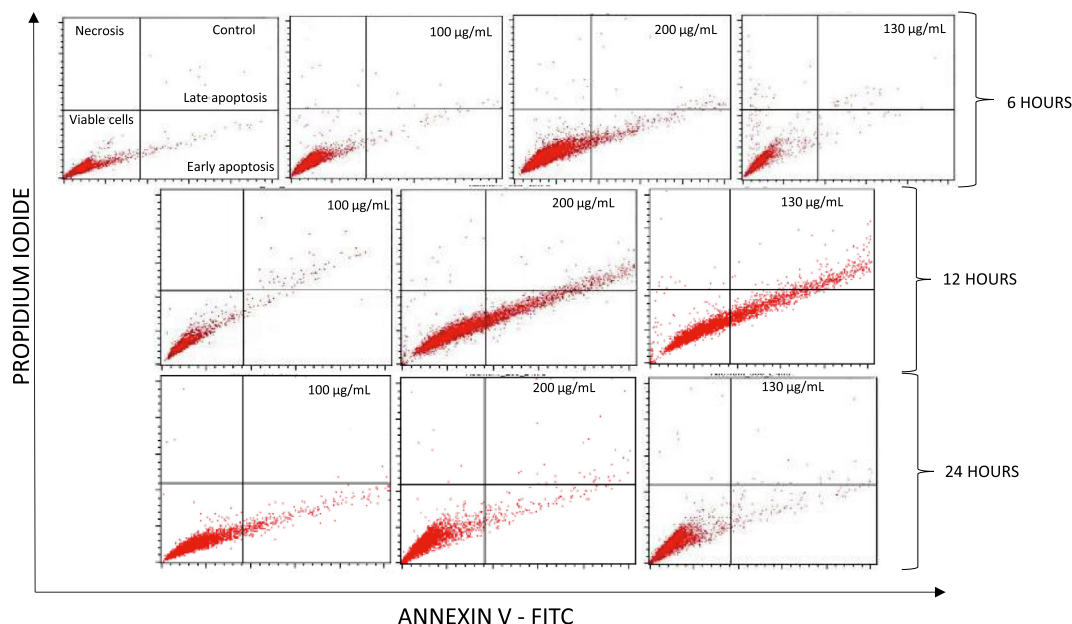 Necrosis
Control
Late apoptosis
Viable cells
Early apoptosis
100 µg/mL
200 µg/mL
130 µg/mL
6 HOURS
100 µg/mL
200 µg/mL
130 µg/mL
12 HOURS
100 µg/mL
200 µg/mL
130 µg/mL
24 HOURS
PROPIDIUM IODIDE
ANNEXIN V - FITC